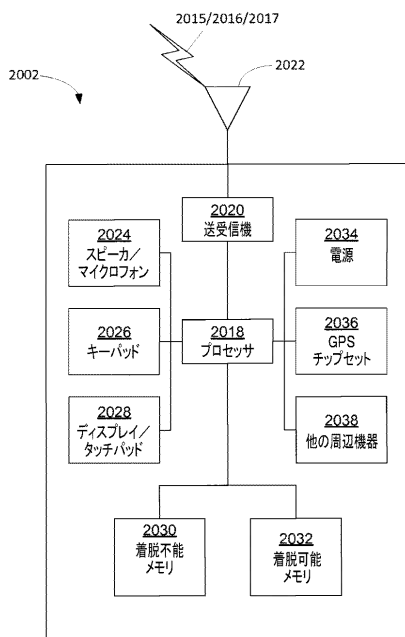 2015/2016/2017
2022
2002
2020
送受信機
2024
スピーカ/
マイクロフォン
2034
電源
2026
キーパッド
2018
プロセッサ
2036
GPS
チップセット
2028
ディスプレイ/
タッチパッド
2038
他の周辺機器
2030
着脱不能
メモリ
2032
着脱可能
メモリ